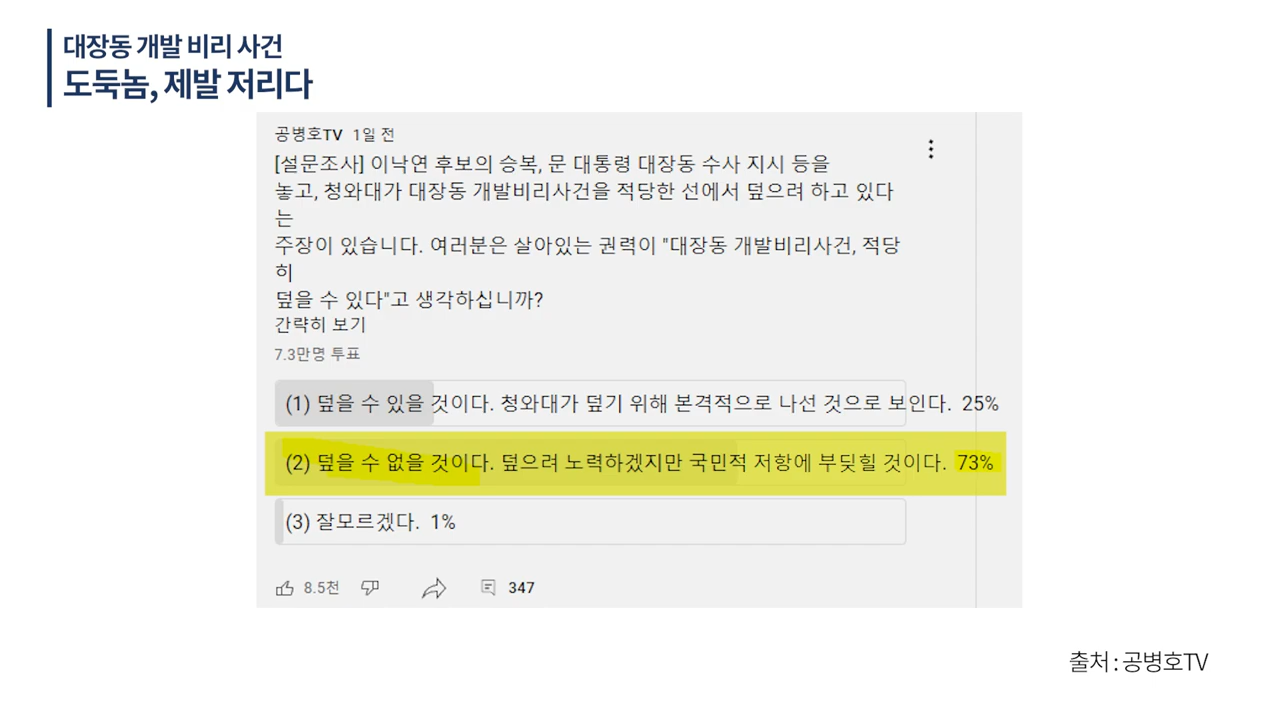 대장동 개발 비리 사건
도둑놈, 제발 저리다
공병호TV 1일 전
[설문조사] 이낙연 후보의 승복, 문 대통령 대장동 수사 지시 등을
놓고, 청와대가 대장동 개발비리사건을 적당한 선에서 덮으려 하고 있다
는
주장이 있습니다. 여러분은 살아있는 권력이 "대장동 개발비리사건, 적당
히
덮을 수 있다"고 생각하십니까?
간략히 보기
7.3만명 투표
(1) 덮을 수 있을 것이다. 청와대가 덮기 위해 본격적으로 나선 것으로 보인다. 25%
(2) 덮을 수 없을 것이다. 덮으려 노력하겠지만 국민적 저항에 부딪힐 것이다. 73%
(3) 잘모르겠다. 1%
8.5천 347
출처 : 공병호TV